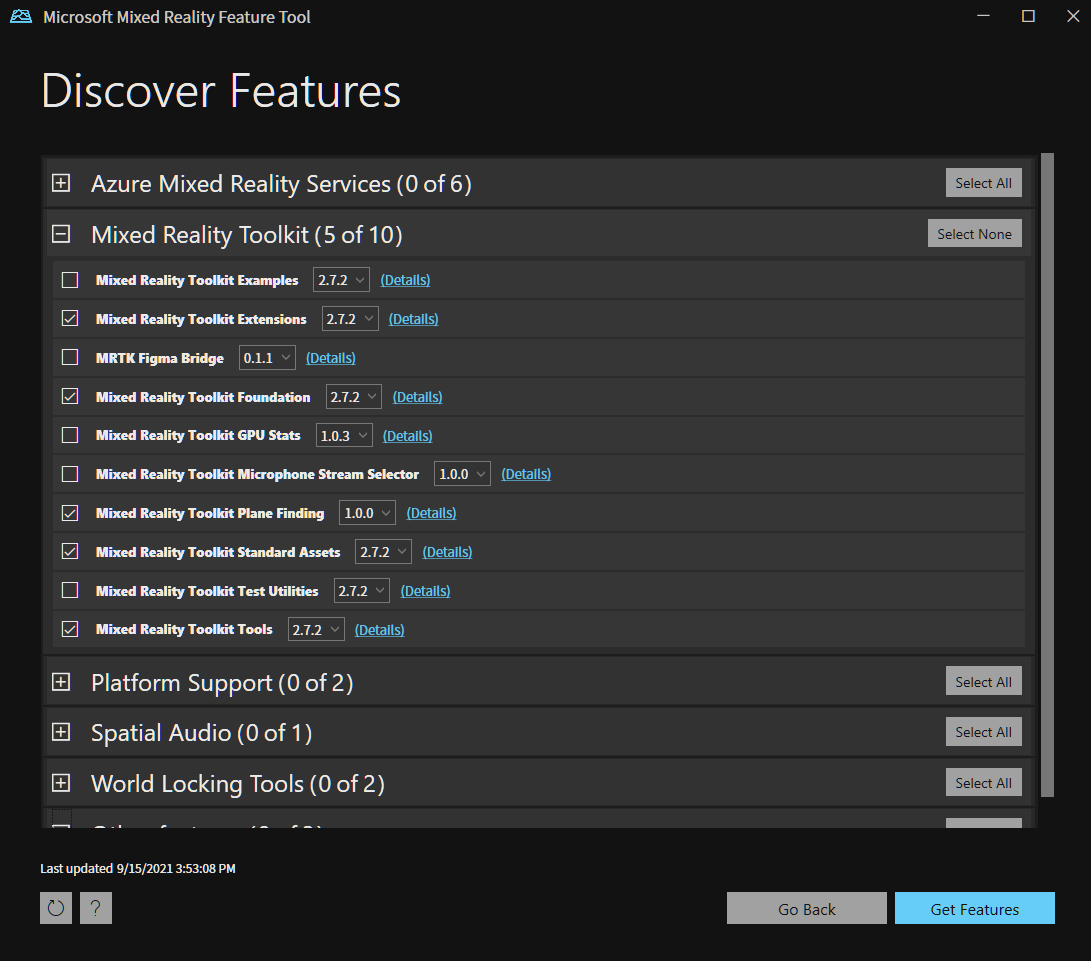 Microsoft Mixed Reality Feature Tool
Discover Features
Azure Mixed Reality Services (0 of 6) Select All
Mixed Reality Toolkit (5 of 10) Select None
Mixed Reality Toolkit Examples 2.7.2 (Details)
Mixed Reality Toolkit Extensions 2.7.2 (Details)
MRTK Figma Bridge 0.1.1 (Details)
Mixed Reality Toolkit Foundation 2.7.2 (Details)
Mixed Reality Toolkit GPU Stats 1.0.3 (Details)
Mixed Reality Toolkit Microphone Stream Selector 1.0.0 (Details)
Mixed Reality Toolkit Plane Finding 1.0.0 (Details)
Mixed Reality Toolkit Standard Assets 2.7.2 (Details)
Mixed Reality Toolkit Test Utilities 2.7.2 (Details)
Mixed Reality Toolkit Tools 2.7.2 (Details)
Platform Support (0 of 2) Select All
Spatial Audio (0 of 1) Select All
World Locking Tools (0 of 2) Select All
Last updated 9/15/2021 3:53:08 PM
? Go Back Get Features